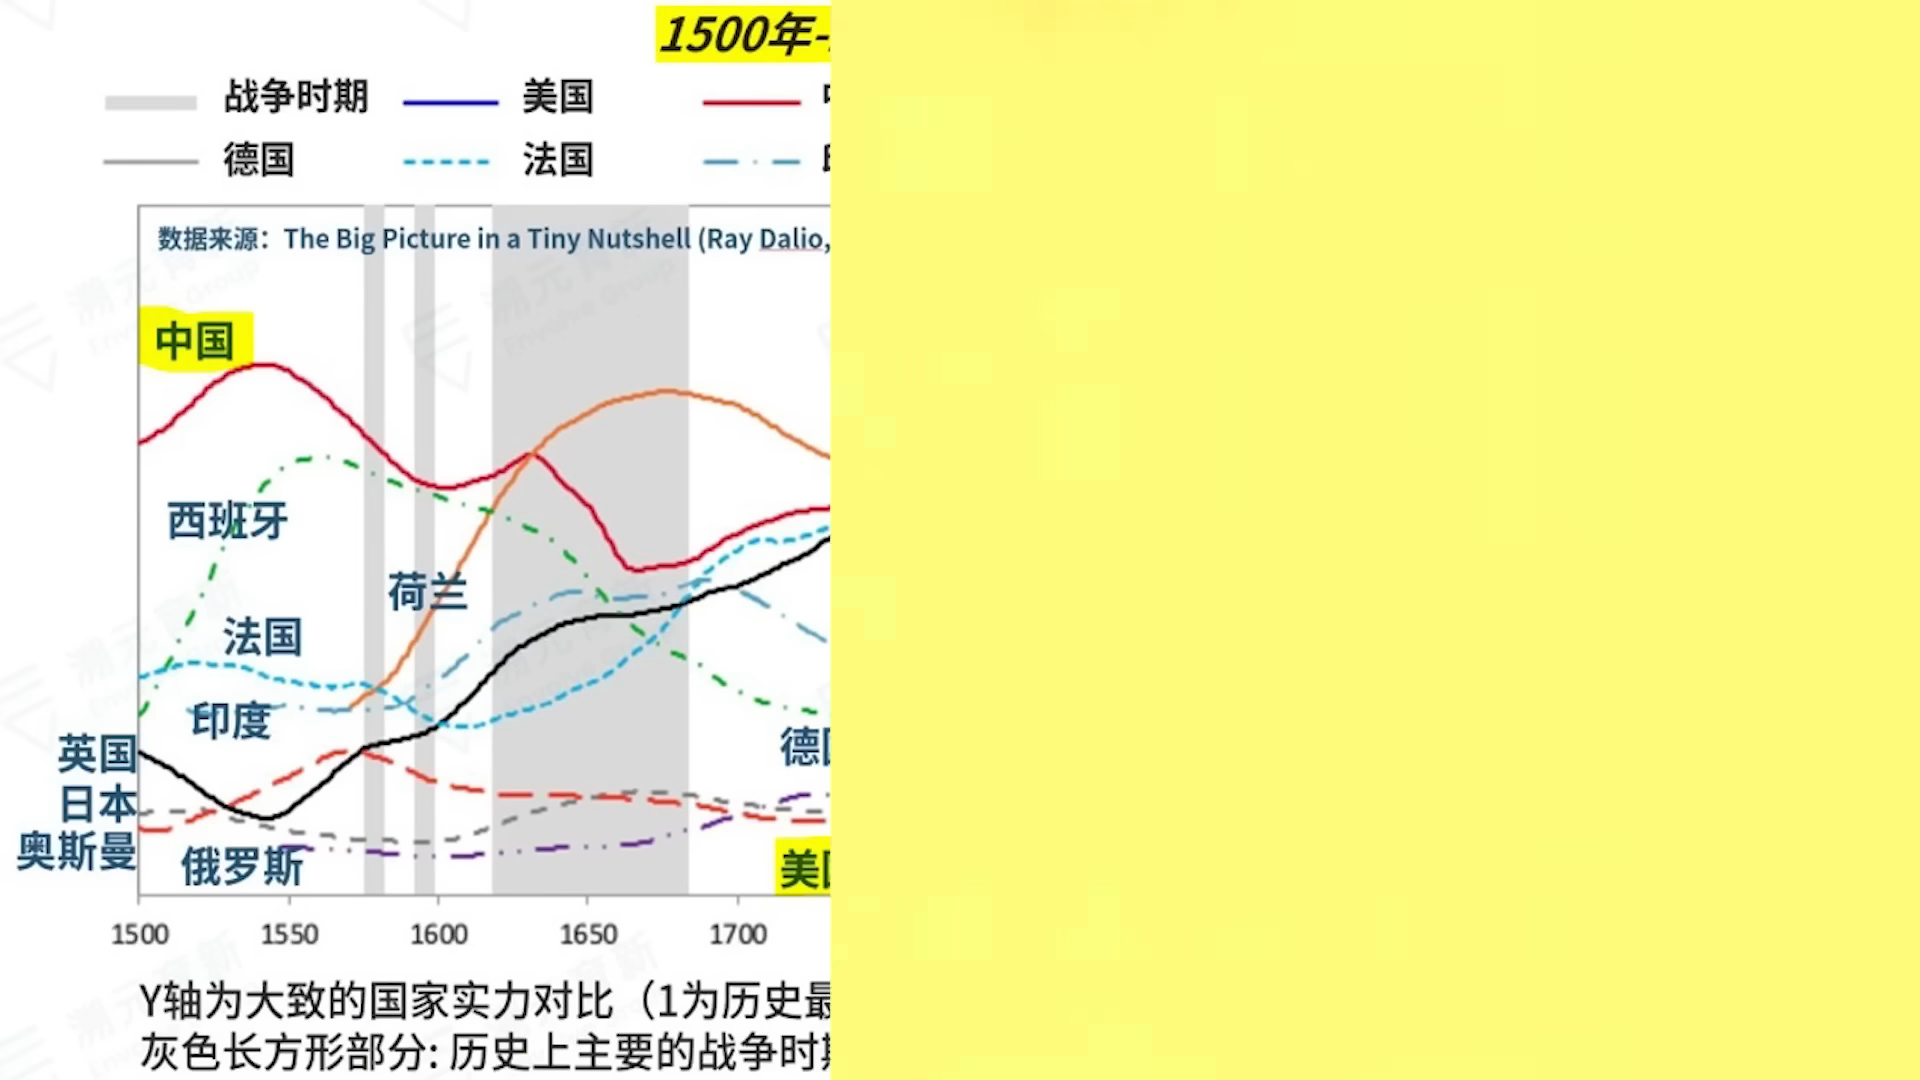 1500年-
战争时期 美国
德国 法国
数据来源：The Big Picture in a Tiny Nutshell (Ray Dalio,
中国
西班牙
荷兰
法国
印度
英国
德
日本
奥斯曼
俄罗斯
美
1500 1550 1600 1650 1700
Y轴为大致的国家实力对比（1为历史最
灰色长方形部分: 历史上主要的战争时